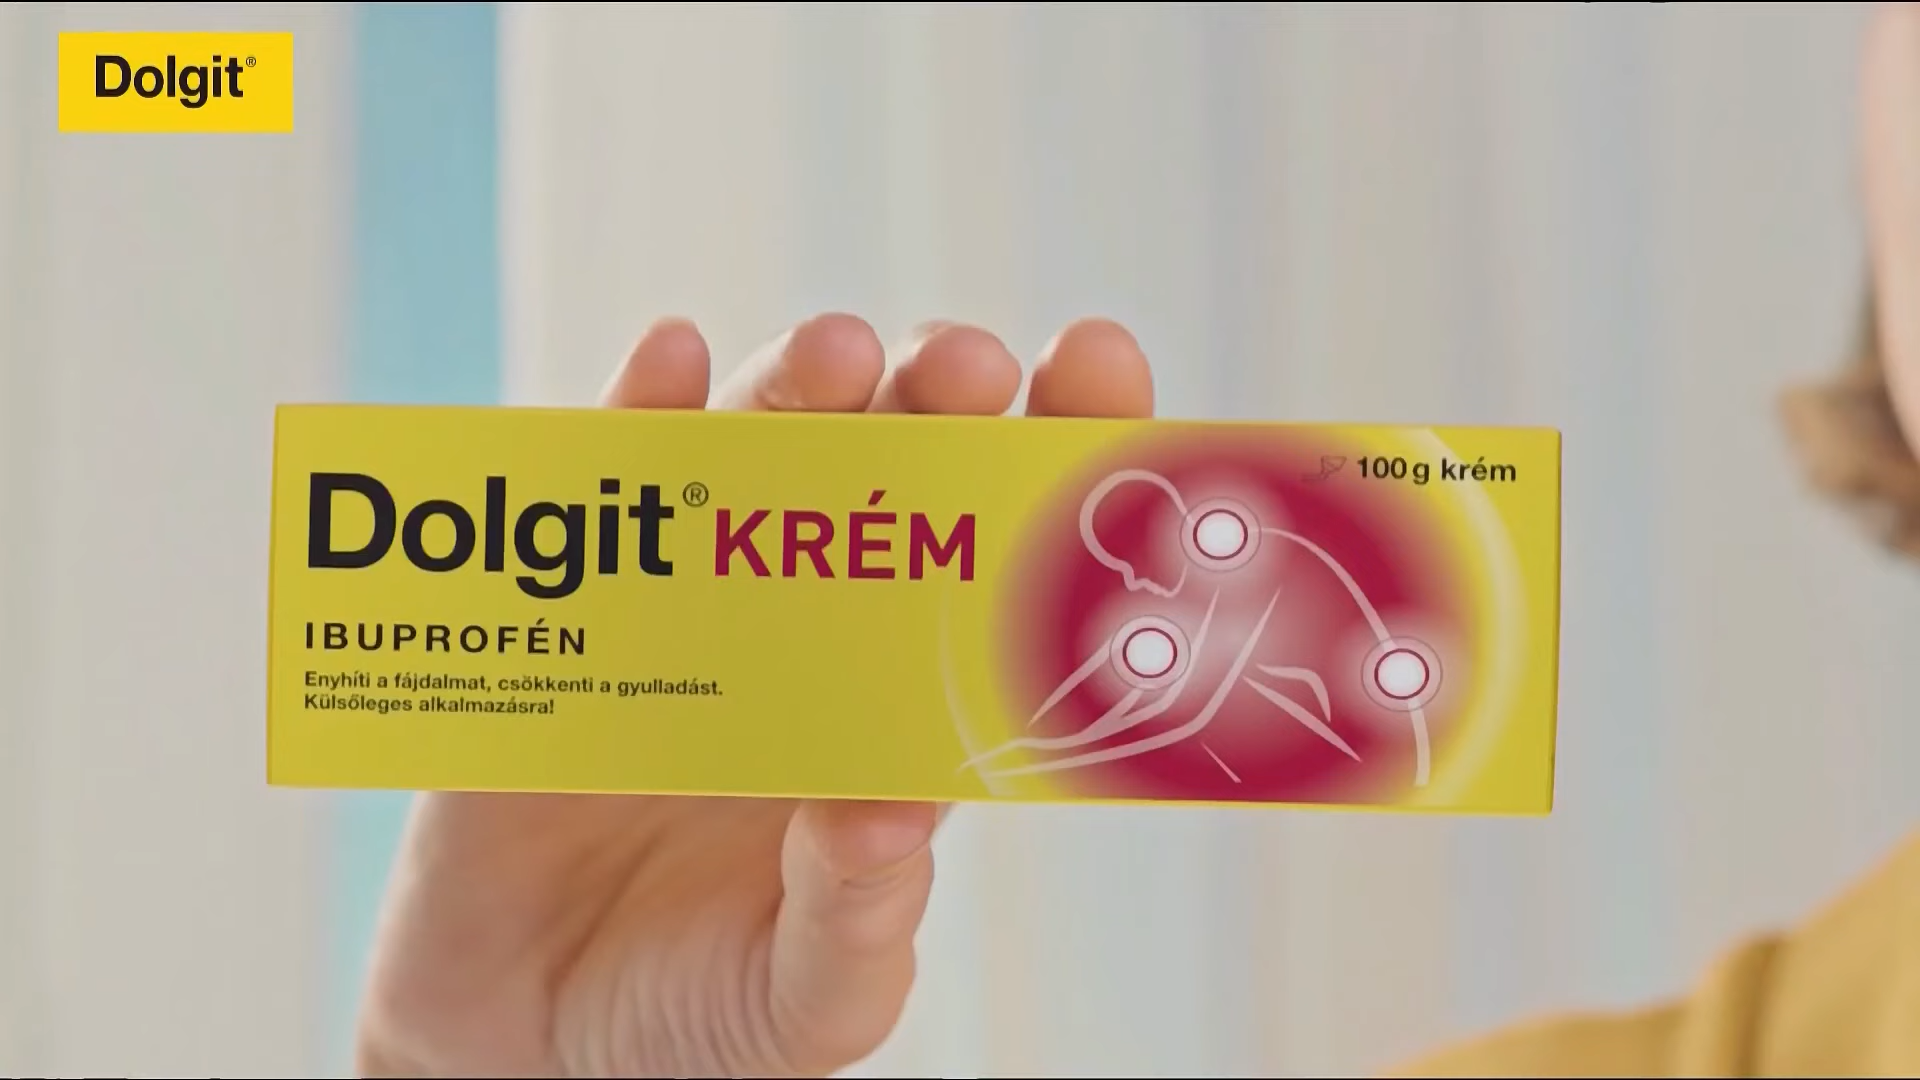 Dolgit®
Dolgit® KRÉM
100 g krém
IBUPROFÉN
Enyhíti a fájdalmat, csökkenti a gyulladást.
Külsőleges alkalmazásra!